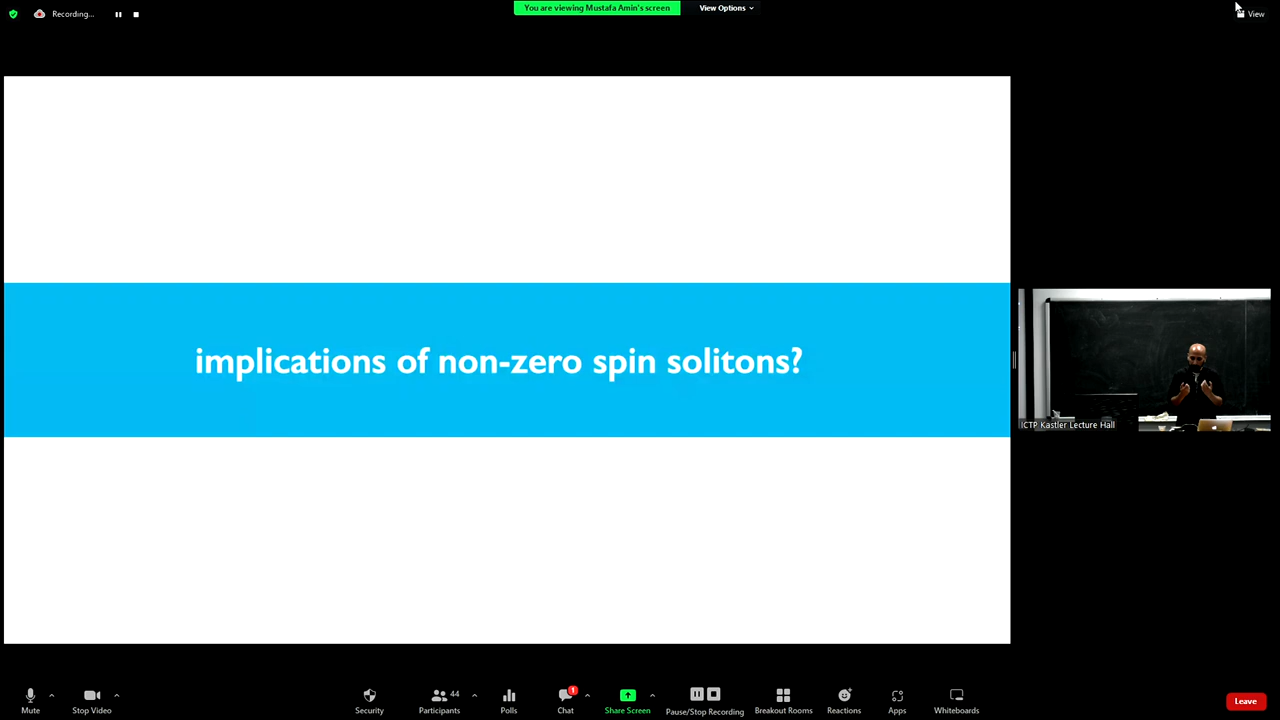 Recording...
You are viewing Mustafa Amin's screen
View Options
View
implications of non-zero spin solitons?
ICTP Kastler Lecture Hall
Mute
Stop Video
Security
44
Participants
Polls
1
Chat
Share Screen
Pause/Stop Recording
Breakout Rooms
Reactions
Apps
Whiteboards
Leave